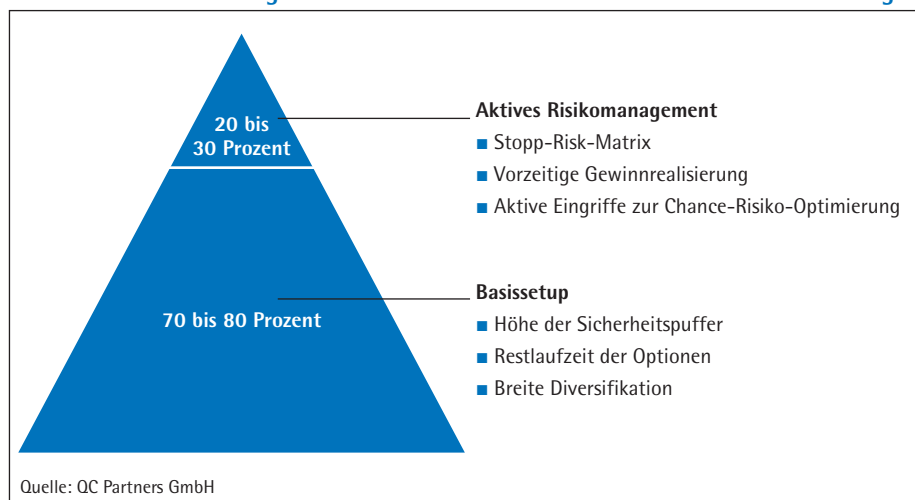 20 bis
30 Prozent
Aktives Risikomanagement
■ Stopp-Risk-Matrix
■ Vorzeitige Gewinnrealisierung
■ Aktive Eingriffe zur Chance-Risiko-Optimierung
70 bis 80 Prozent
Basissetup
■ Höhe der Sicherheitspuffer
■ Restlaufzeit der Optionen
■ Breite Diversifikation
Quelle: QC Partners GmbH